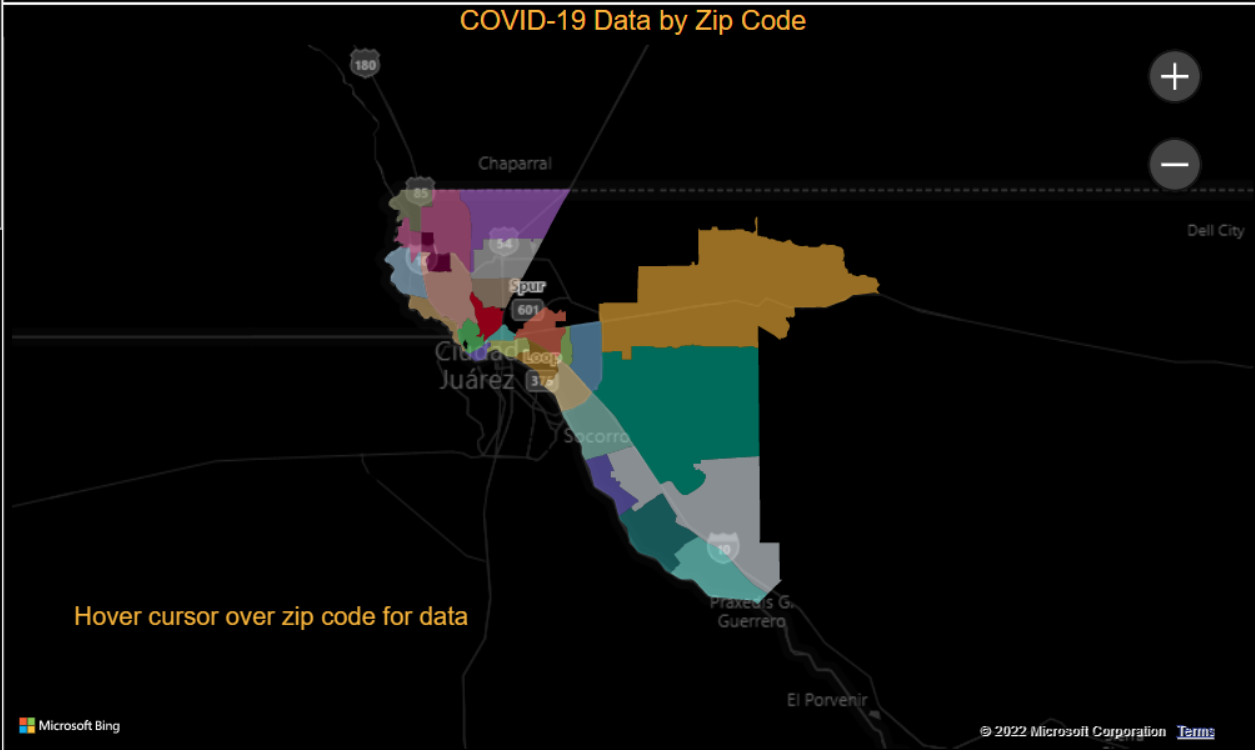 COVID-19 Data by Zip Code
180
Chaparral
85
Dell City
54
Spur
601
Loop
375
Ciudad
Juárez
Socorro
10
Praxedis G.
Guerrero
Hover cursor over zip code for data
El Porvenir
Microsoft Bing
© 2022 Microsoft Corporation Terms